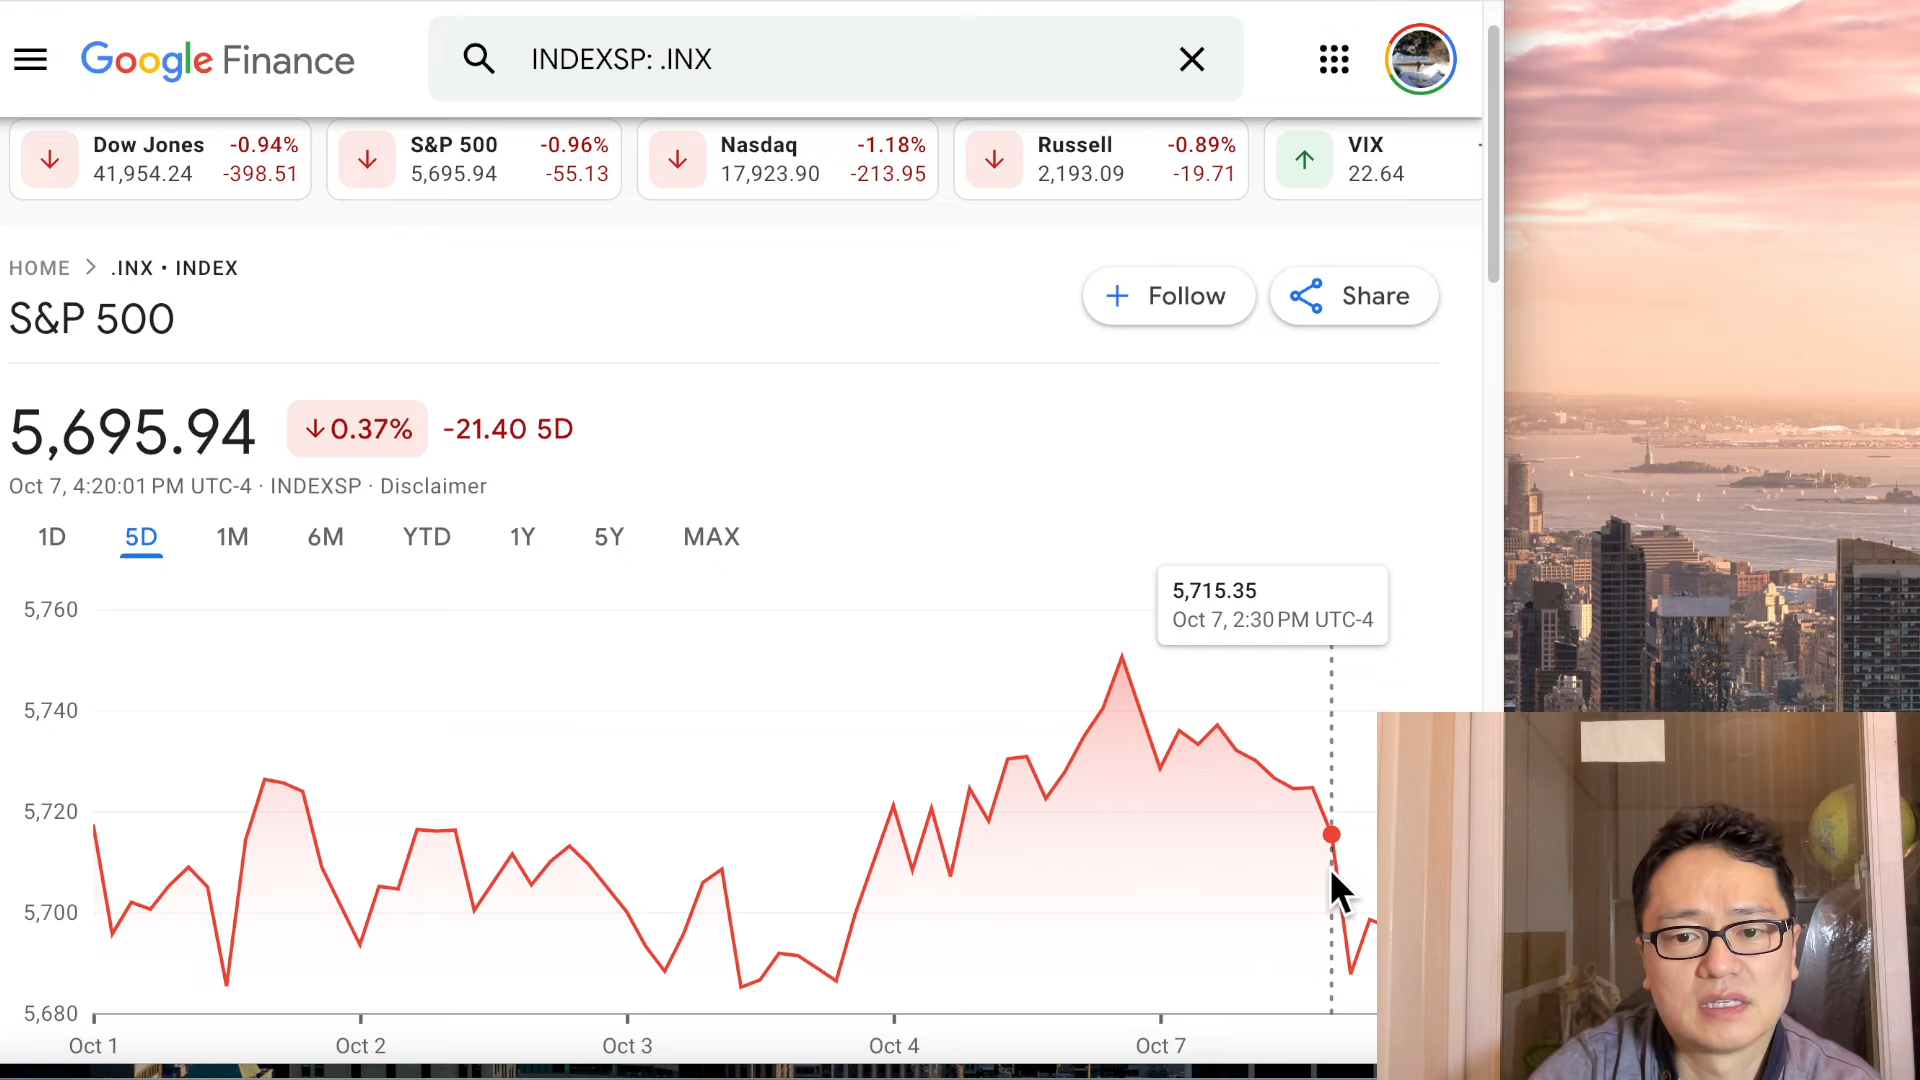 Google Finance
INDEXSP: .INX
Dow Jones -0.94%
41,954.24 -398.51
S&P 500 -0.96%
5,695.94 -55.13
Nasdaq -1.18%
17,923.90 -213.95
Russell -0.89%
2,193.09 -19.71
VIX
22.64
HOME > .INX • INDEX
S&P 500
+ Follow
Share
5,695.94 ↓0.37% -21.40 5D
Oct 7, 4:20:01 PM UTC-4 · INDEXSP · Disclaimer
1D 5D 1M 6M YTD 1Y 5Y MAX
5,715.35
Oct 7, 2:30 PM UTC-4
5,760
5,740
5,720
5,700
5,680
Oct 1 Oct 2 Oct 3 Oct 4 Oct 7